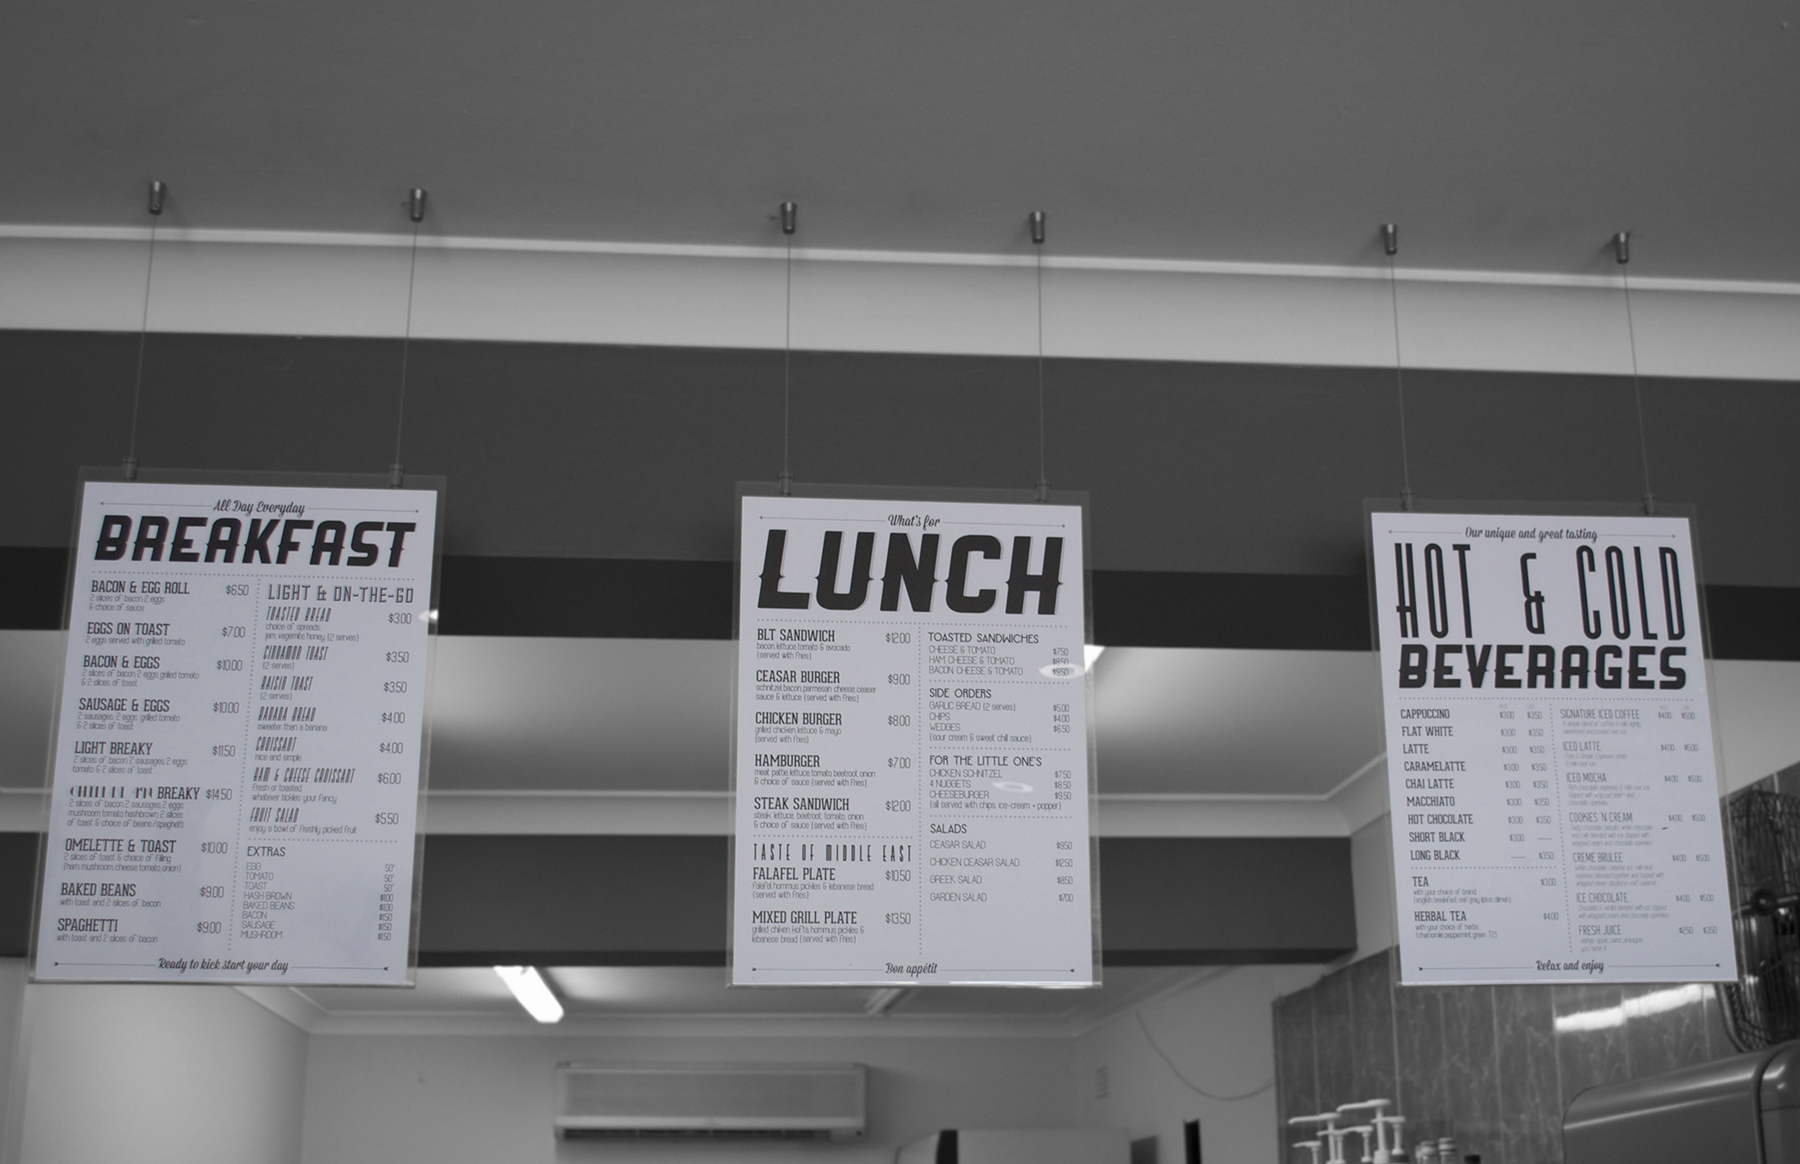 All Day Everyday
BREAKFAST
BACON & EGG ROLL $6.50
2 slices of bacon, 2 eggs
& choice of sauce
EGGS ON TOAST $7.00
2 eggs served with grilled tomato
BACON & EGGS $10.00
2 slices of bacon, 2 eggs, grilled tomato
& 2 slices of toast
SAUSAGE & EGGS $10.00
2 sausages, 2 eggs, grilled tomato
& 2 slices of toast
LIGHT BREAKY $11.50
2 slices of bacon, 2 sausages, 2 eggs,
tomato & 2 slices of toast
BREAKY $14.50
2 slices of bacon, 2 sausages, 2 eggs
mushroom, tomato, hashbrown, 2 slices
of toast & choice of beans/spaghetti
OMELETTE & TOAST $10.00
2 slices of toast & choice of filling
(ham, mushroom, cheese, tomato, onion)
BAKED BEANS $9.00
with toast and 2 slices of bacon
SPAGHETTI $9.00
with toast and 2 slices of bacon
LIGHT & ON-THE-GO
TOASTED BREAD $3.00
choice of spreads
jam, vegemite, honey (2 serves)
CINNAMON TOAST $3.50
(2 serves)
RAISIN TOAST $3.50
(2 serves)
BANANA BREAD $4.00
sweeter than a banana
CROISSANT $4.00
nice and simple
HAM & CHEESE CROISSANT $6.00
fresh or toasted,
whatever tickles your fancy
FRUIT SALAD $5.50
enjoy a bowl of freshly picked fruit
EXTRAS
EGG 50¢
TOMATO 50¢
TOAST 50¢
HASH BROWN $1.00
BAKED BEANS $1.00
BACON $1.50
SAUSAGE $1.50
MUSHROOM $1.50
Ready to kick start your day
What's for
LUNCH
BLT SANDWICH $12.00
bacon, lettuce, tomato & avocado
(served with fries)
CEASAR BURGER $9.00
schnitzel, bacon, parmesan cheese, ceaser
sauce & lettuce (served with fries)
CHICKEN BURGER $8.00
grilled chicken, lettuce & mayo
(served with fries)
HAMBURGER $7.00
meat pattie, lettuce, tomato, beetroot, onion
& choice of sauce (served with fries)
STEAK SANDWICH $12.00
steak, lettuce, beetroot, tomato, onion
& choice of sauce (served with fries)
TASTE OF MIDDLE EAST
FALAFEL PLATE $10.50
falafel, hommus, pickles & lebanese bread
(served with fries)
MIXED GRILL PLATE $13.50
grilled chiken, kofta, hommus, pickles &
lebanese bread (served with fries)
TOASTED SANDWICHES
CHEESE & TOMATO $7.50
HAM CHEESE & TOMATO $8.50
BACON CHEESE & TOMATO $9.50
SIDE ORDERS
GARLIC BREAD (2 serves) $5.00
CHIPS $4.00
WEDGES $6.50
(sour cream & sweet chili sauce)
FOR THE LITTLE ONE'S
CHICKEN SCHNITZEL $7.50
4 NUGGETS $8.50
CHEESEBURGER $9.50
(all served with chips, ice-cream + popper)
SALADS
CEASAR SALAD $9.50
CHICKEN CEASAR SALAD $12.50
GREEK SALAD $8.50
GARDEN SALAD $7.00
Bon appétit
Our unique and great tasting
HOT & COLD
BEVERAGES
CAPPUCCINO $3.00 $3.50
FLAT WHITE $3.00 $3.50
LATTE $3.00 $3.50
CARAMELATTE $3.00 $3.50
CHAI LATTE $3.00 $3.50
MACCHIATO $3.00 $3.50
HOT CHOCOLATE $3.00 $3.50
SHORT BLACK $3.00 —
LONG BLACK — $3.50
TEA $3.00
with your choice of brand
(english breakfast, earl grey, lipton, dilmah)
HERBAL TEA $4.00
with your choice of herbs
(chamomile, peppermint, green, T2)
SIGNATURE ICED COFFEE $4.00 $5.00
ICED LATTE $4.00 $5.00
ICED MOCHA $4.00 $5.00
COOKIES 'N CREAM $4.00 $5.00
CREME BRULEE $4.00 $5.00
ICE CHOCOLATE $4.00 $5.00
FRESH JUICE $2.50 $3.50
Relax and enjoy